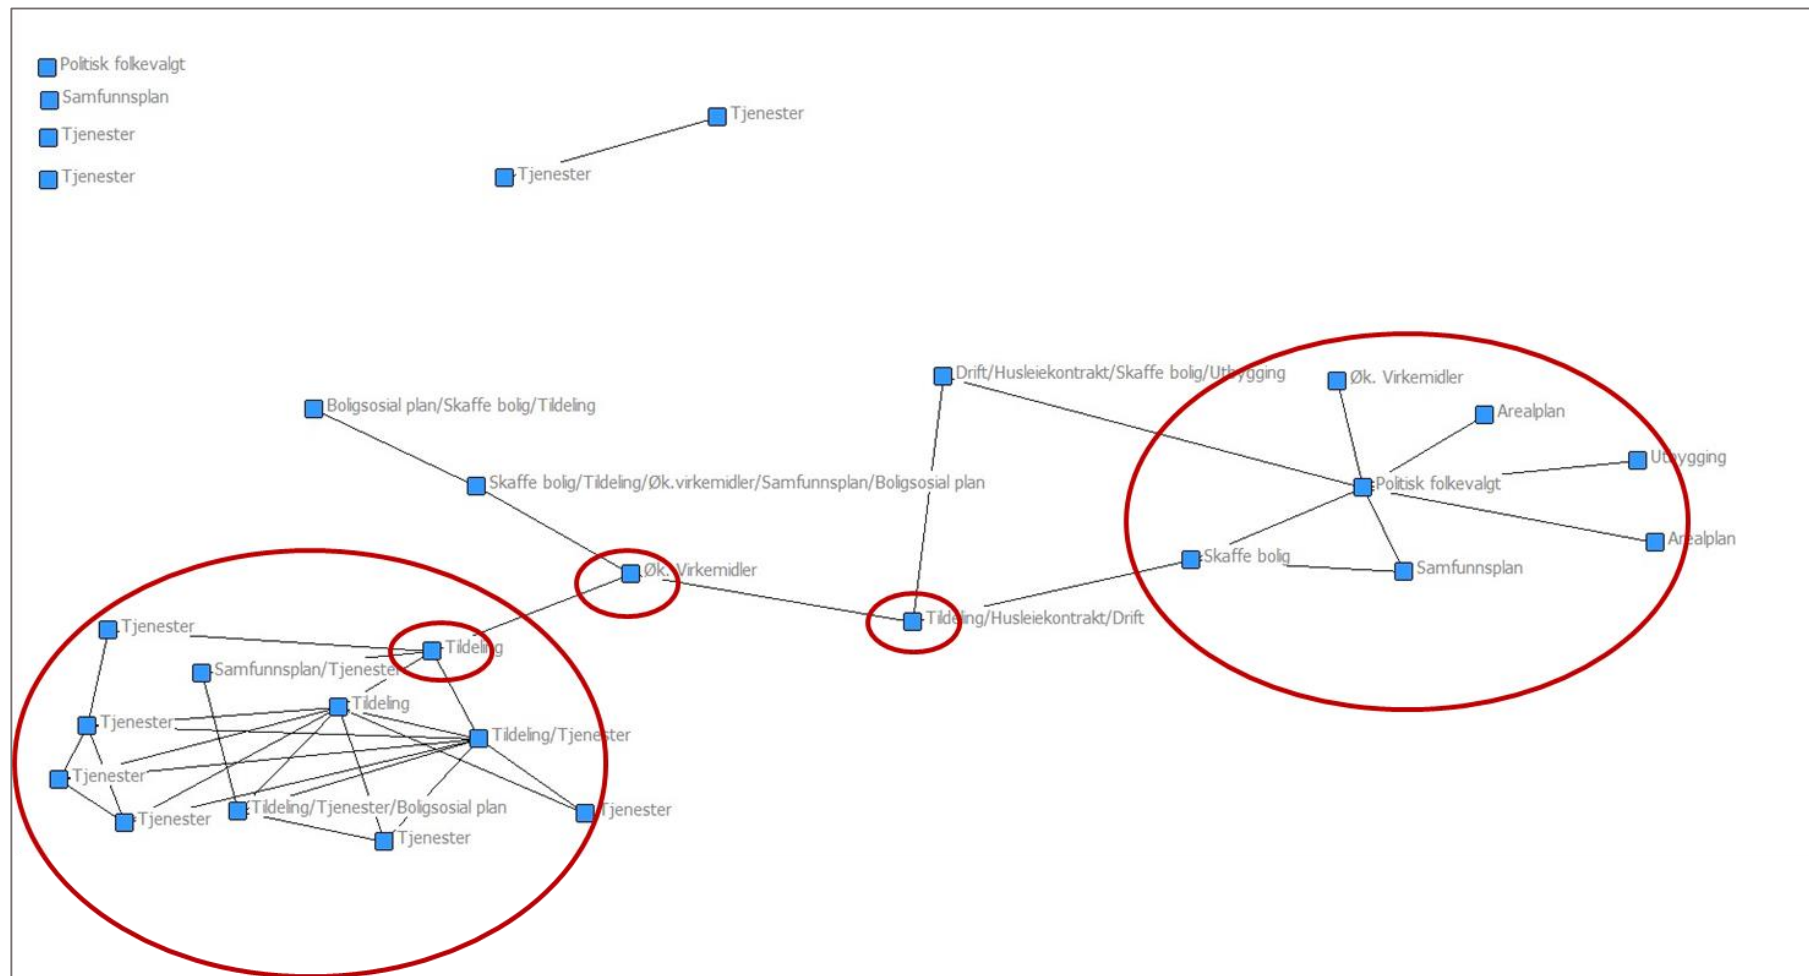 Politisk folkevalgt
Samfunnsplan
Tjenester
Tjenester
Tjenester
Tjenester
Drift/Husleiekontrakt/Skaffe bolig/Utbygging
Øk. Virkemidler
Boligsosial plan/Skaffe bolig/Tildeling
Arealplan
Utbygging
Skaffe bolig/Tildeling/Øk.virkemidler/Samfunnsplan/Boligsosial plan
Politisk folkevalgt
Arealplan
Skaffe bolig
Samfunnsplan
Øk. Virkemidler
Tildeling/Husleiekontrakt/Drift
Tjenester
Tildeling
Samfunnsplan/Tjenester
Tildeling
Tjenester
Tildeling/Tjenester
Tjenester
Tildeling/Tjenester/Boligsosial plan
Tjenester
Tjenester
Tjenester